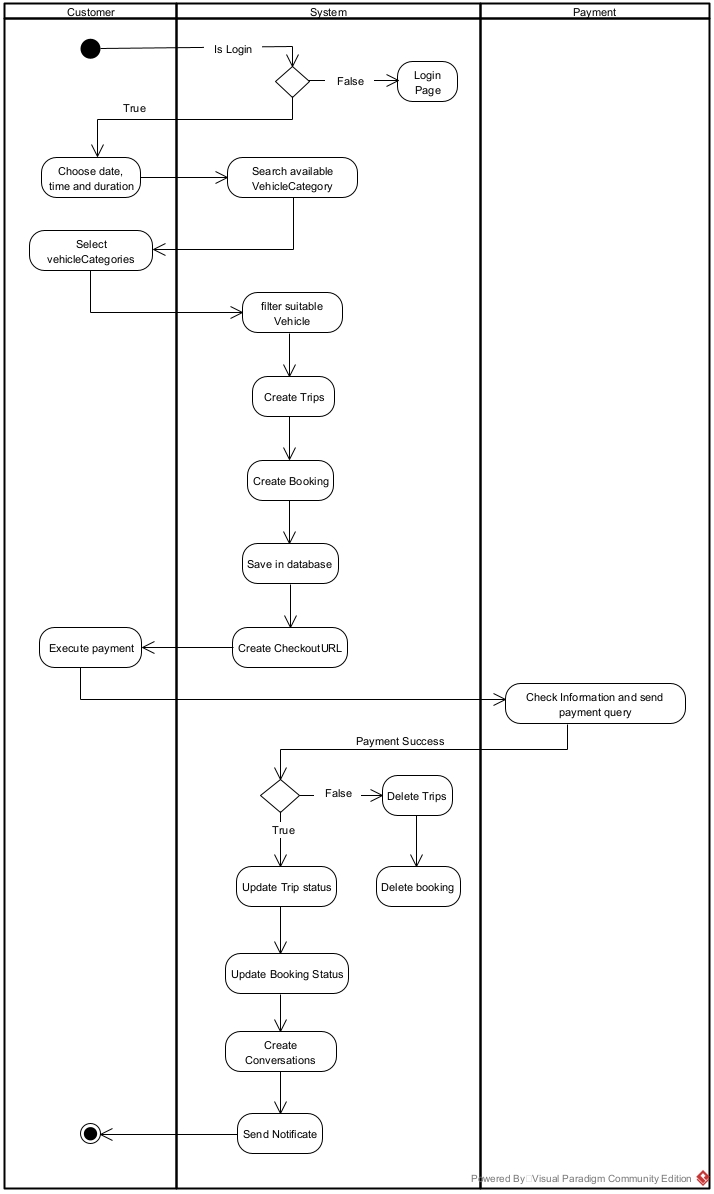 Customer
System
Payment
Is Login
False
Login
Page
True
Choose date,
time and duration
Search available
VehicleCategory
Select
vehicleCategories
filter suitable
Vehicle
Create Trips
Create Booking
Save in database
Execute payment
Create CheckoutURL
Check Information and send
payment query
Payment Success
False
Delete Trips
True
Update Trip status
Delete booking
Update Booking Status
Create
Conversations
Send Notificate
Powered By Visual Paradigm Community Edition